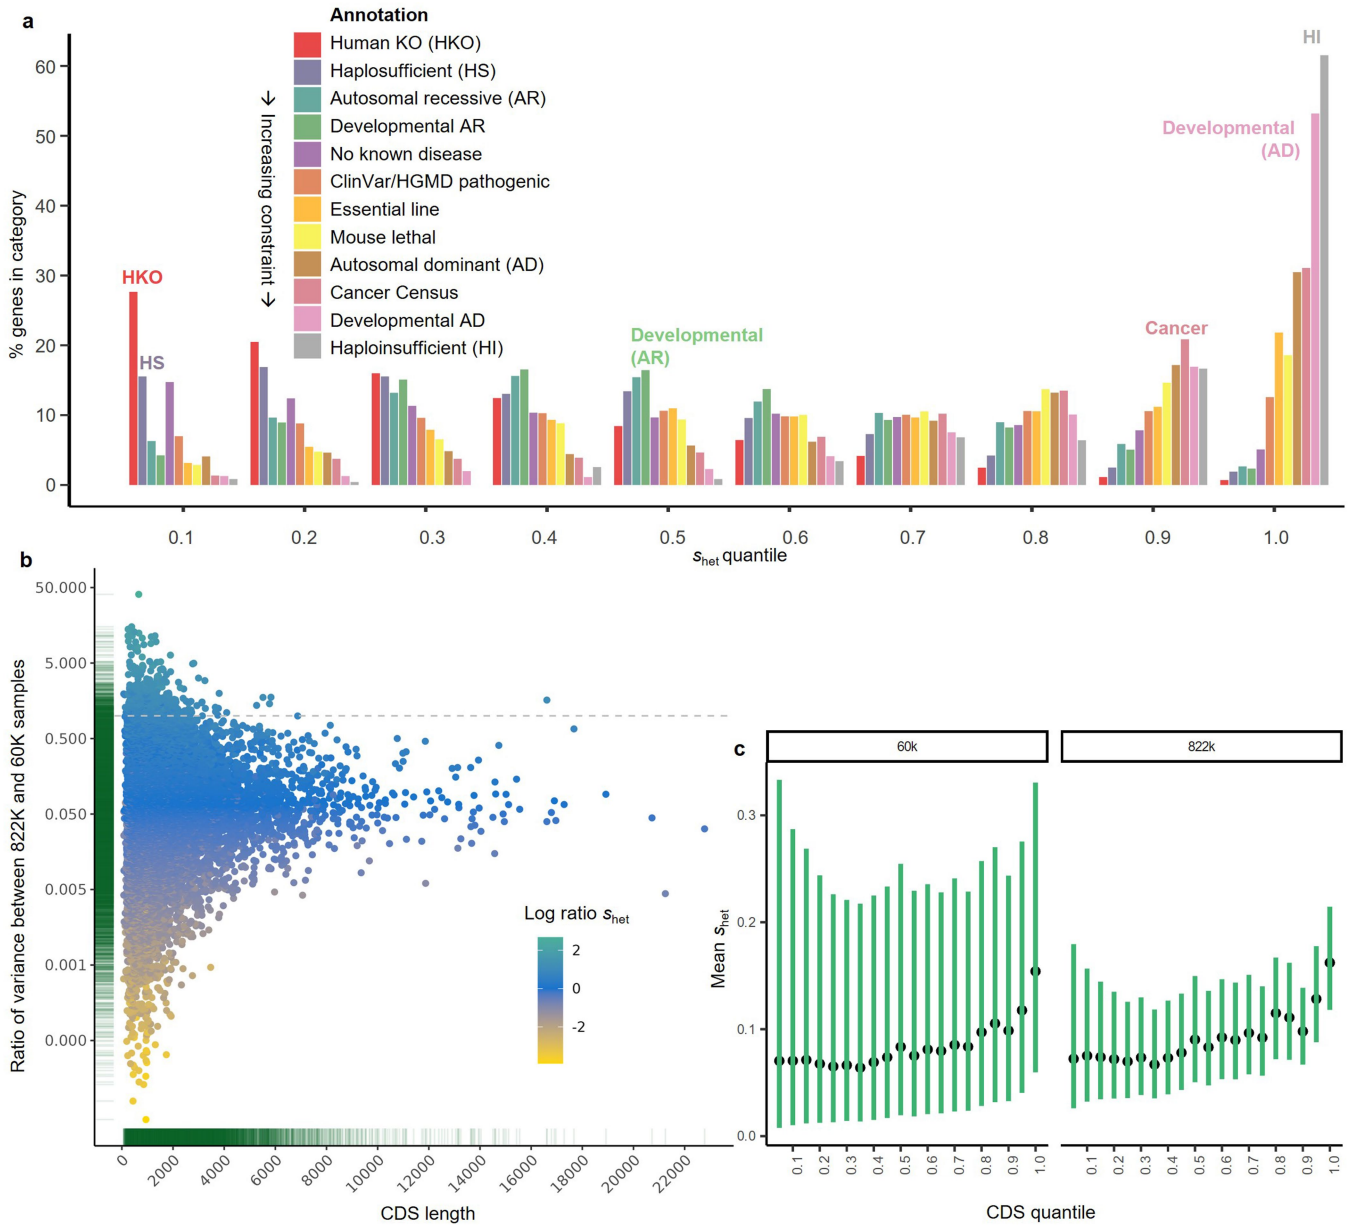 a
Annotation
Human KO (HKO)
Haplosufficient (HS)
Autosomal recessive (AR)
Developmental AR
No known disease
ClinVar/HGMD pathogenic
Essential line
Mouse lethal
Autosomal dominant (AD)
Cancer Census
Developmental AD
Haploinsufficient (HI)
← Increasing constraint →
% genes in category
60
50
40
30
20
10
0
HKO
HS
Developmental
(AR)
Cancer
Developmental
(AD)
HI
0.1 0.2 0.3 0.4 0.5 0.6 0.7 0.8 0.9 1.0
shet quantile
b
Ratio of variance between 822K and 60K samples
50.000
5.000
0.500
0.050
0.005
0.001
0.000
Log ratio shet
2
0
-2
0 2000 4000 6000 8000 10000 12000 14000 16000 18000 20000 22000
CDS length
c
60k 822k
Mean shet
0.3
0.2
0.1
0.0
0.1 0.2 0.3 0.4 0.5 0.6 0.7 0.8 0.9 1.0 0.1 0.2 0.3 0.4 0.5 0.6 0.7 0.8 0.9 1.0
CDS quantile